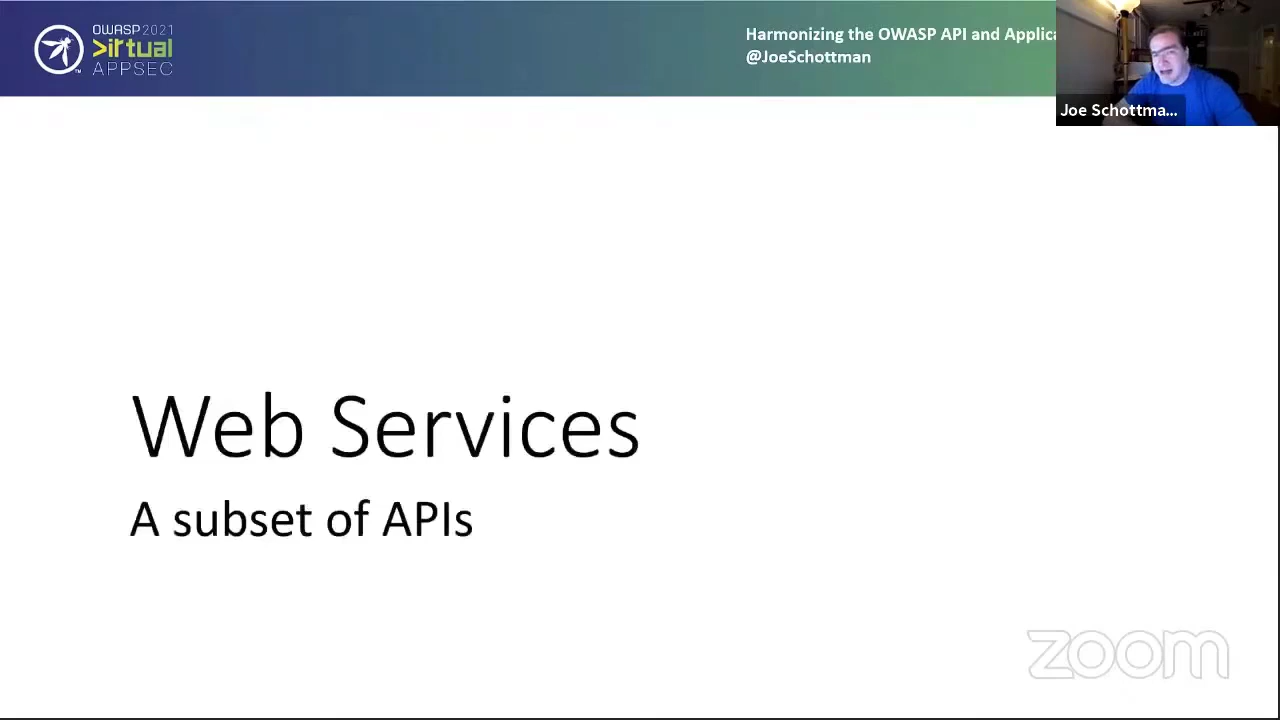 OWASP 2021
>irtual
APPSEC
Harmonizing the OWASP API and Applica
@JoeSchottman
Joe Schottma...
Web Services
A subset of APIs
zoom